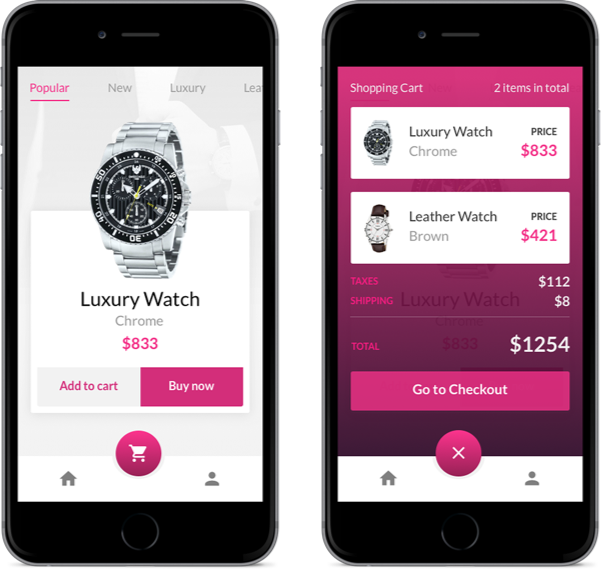 Popular New Luxury Lea
Luxury Watch
Chrome
$833
Add to cart Buy now
Shopping Cart 2 items in total
Luxury Watch PRICE
Chrome $833
Leather Watch PRICE
Brown $421
TAXES $112
SHIPPING $8
Luxury Watch
Chrome
TOTAL $1254
$833
Go to Checkout